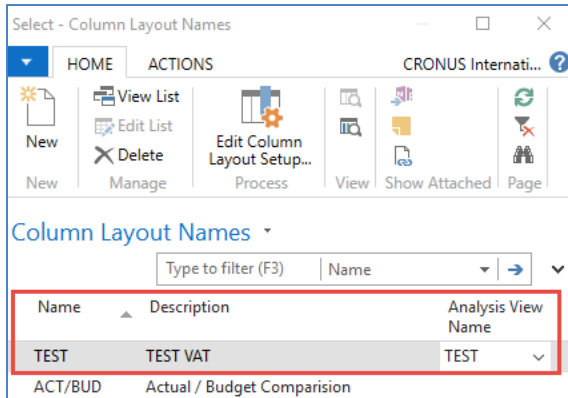 Select - Column Layout Names
HOME ACTIONS CRONUS Internati... ?
New
View List
Edit List
Delete
Edit Column
Layout Setup...
New Manage Process View Show Attached Page
Column Layout Names
Type to filter (F3) Name
Name Description Analysis View
Name
TEST TEST VAT TEST
ACT/BUD Actual / Budget Comparision